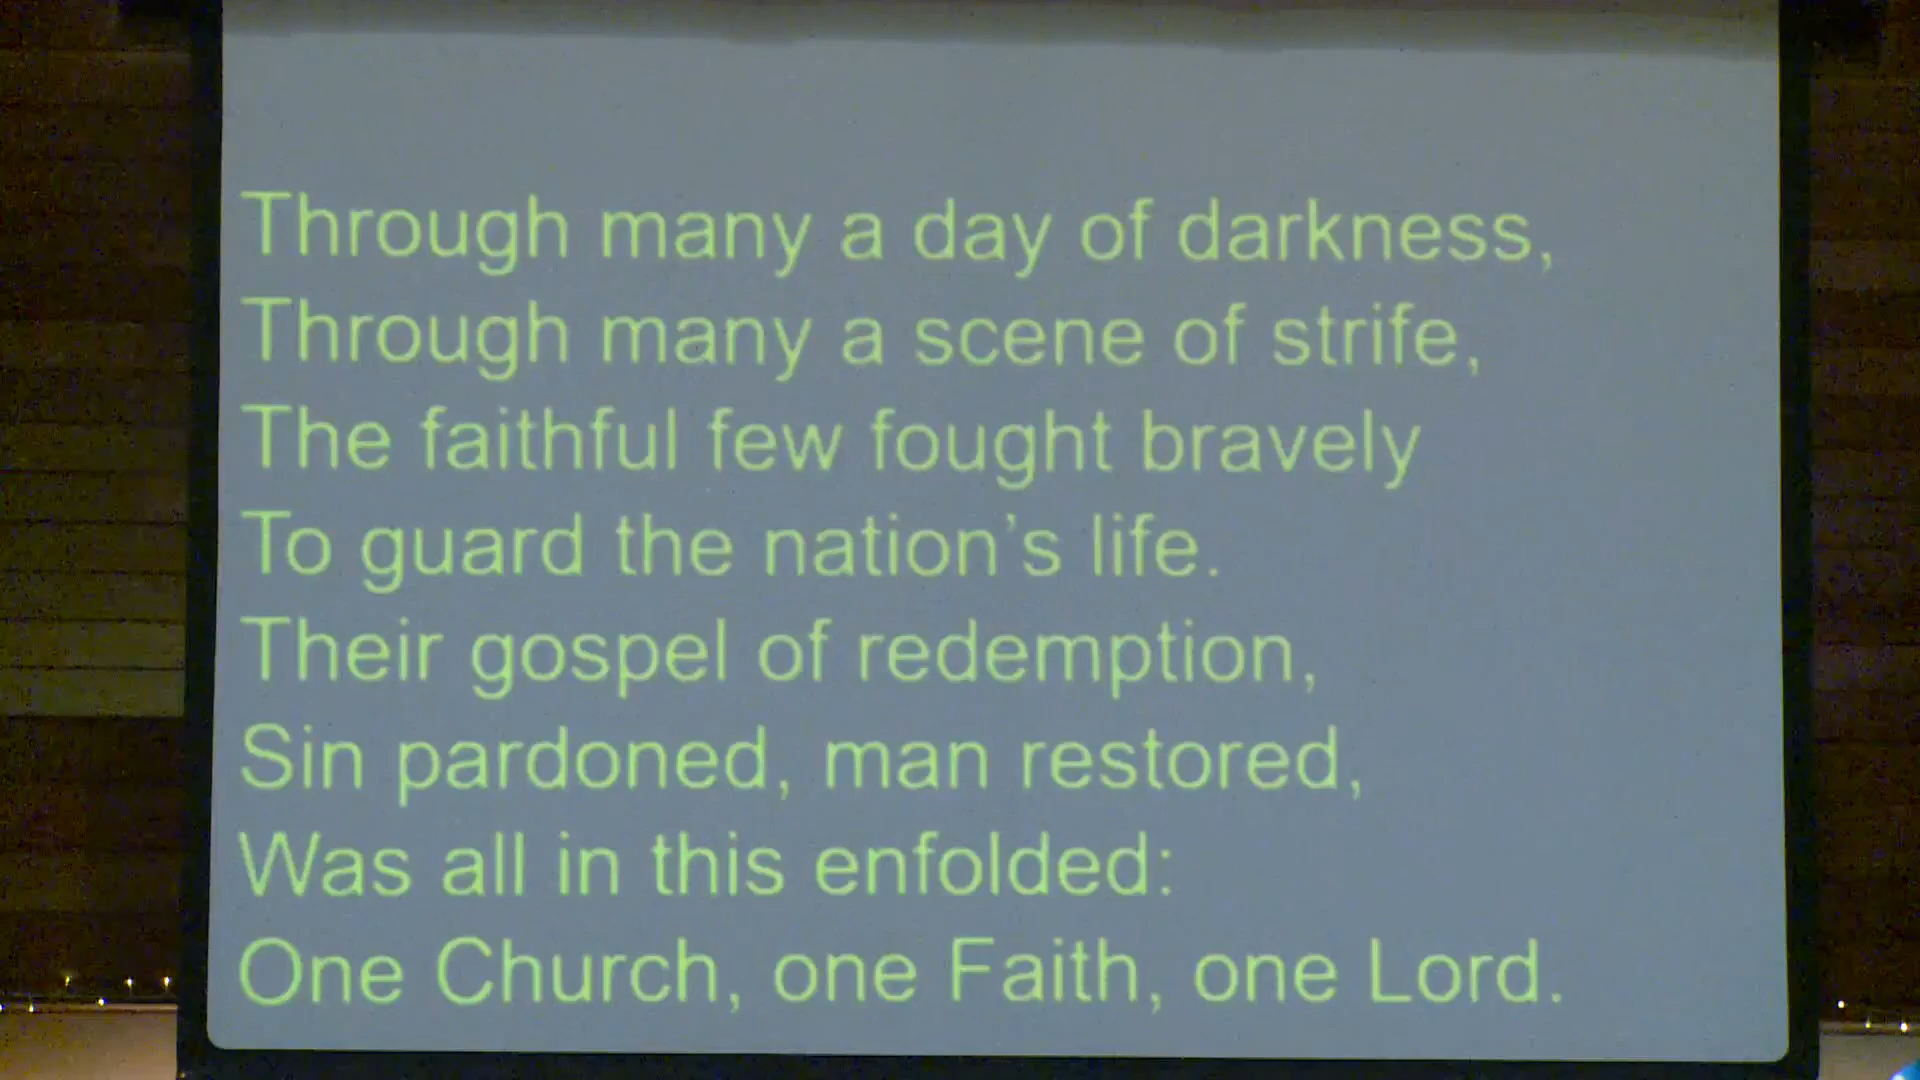 Through many a day of darkness,
Through many a scene of strife,
The faithful few fought bravely
To guard the nation’s life.
Their gospel of redemption,
Sin pardoned, man restored,
Was all in this enfolded:
One Church, one Faith, one Lord.